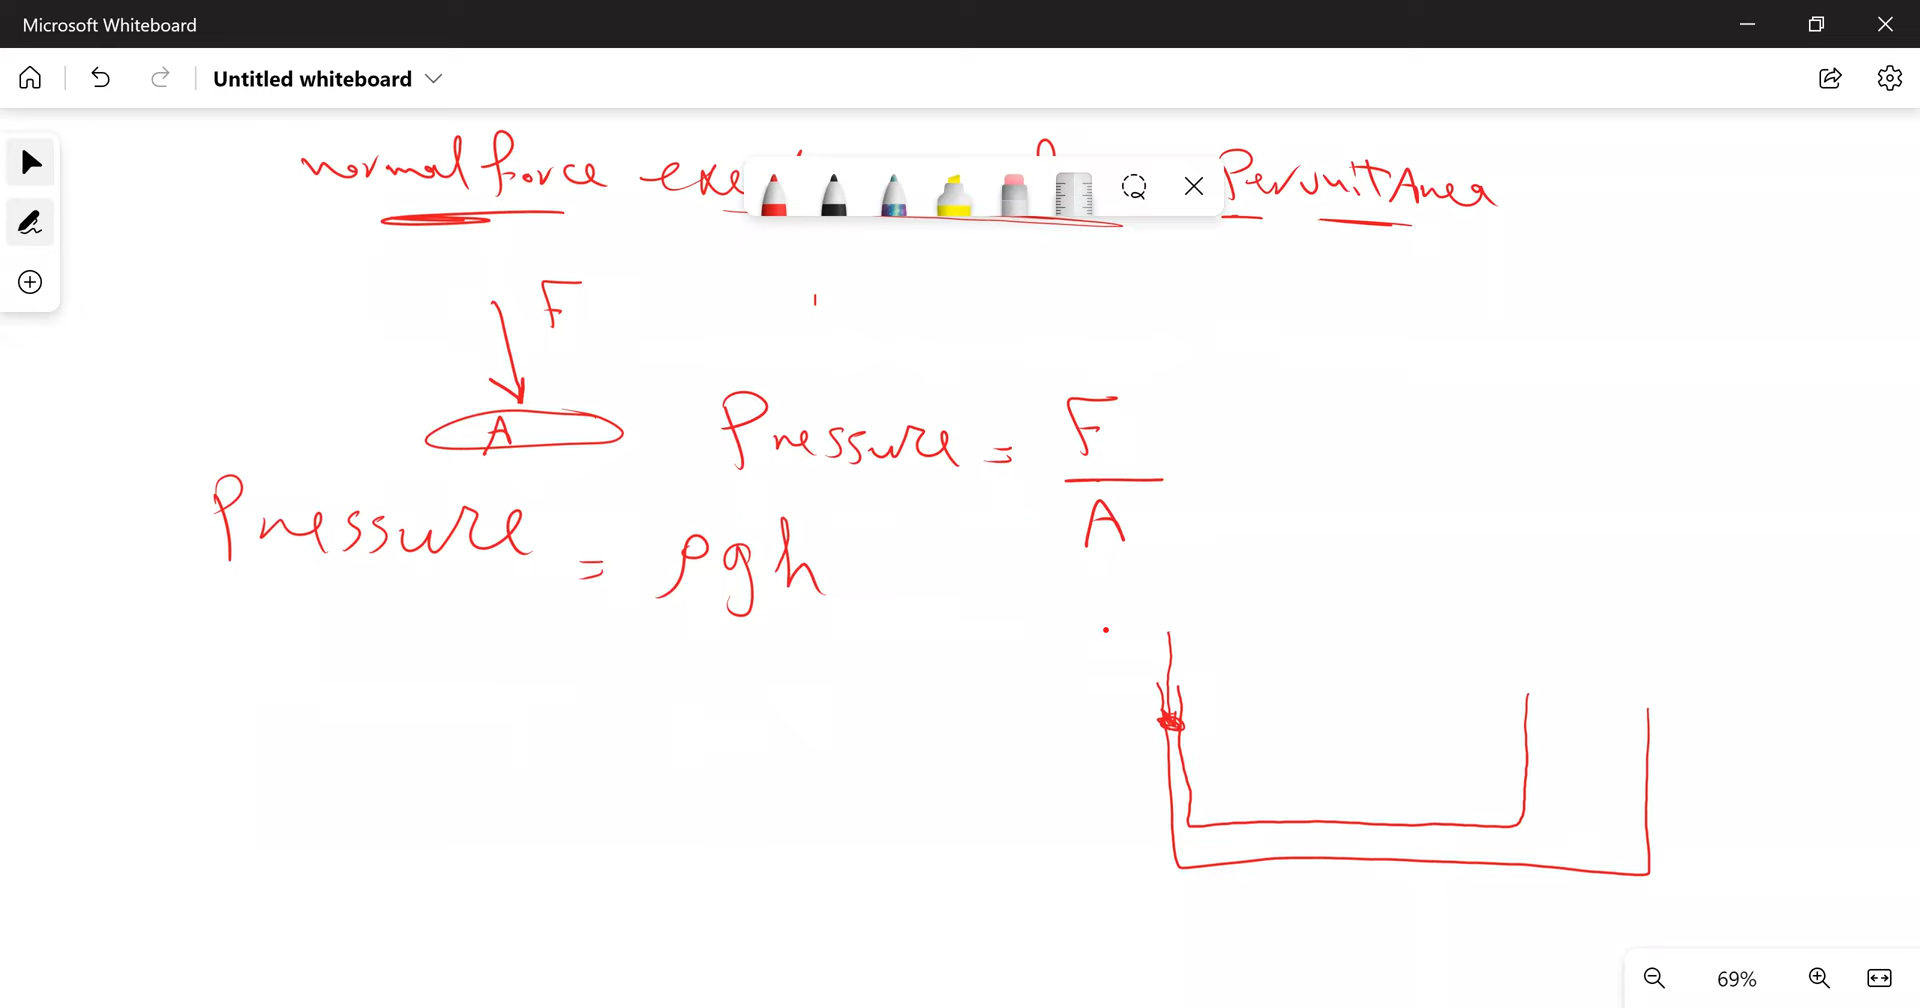 Microsoft Whiteboard
Untitled whiteboard
normal force Per unit Area
F
A
Pressure = F
A
Pressure = ρgh
69%